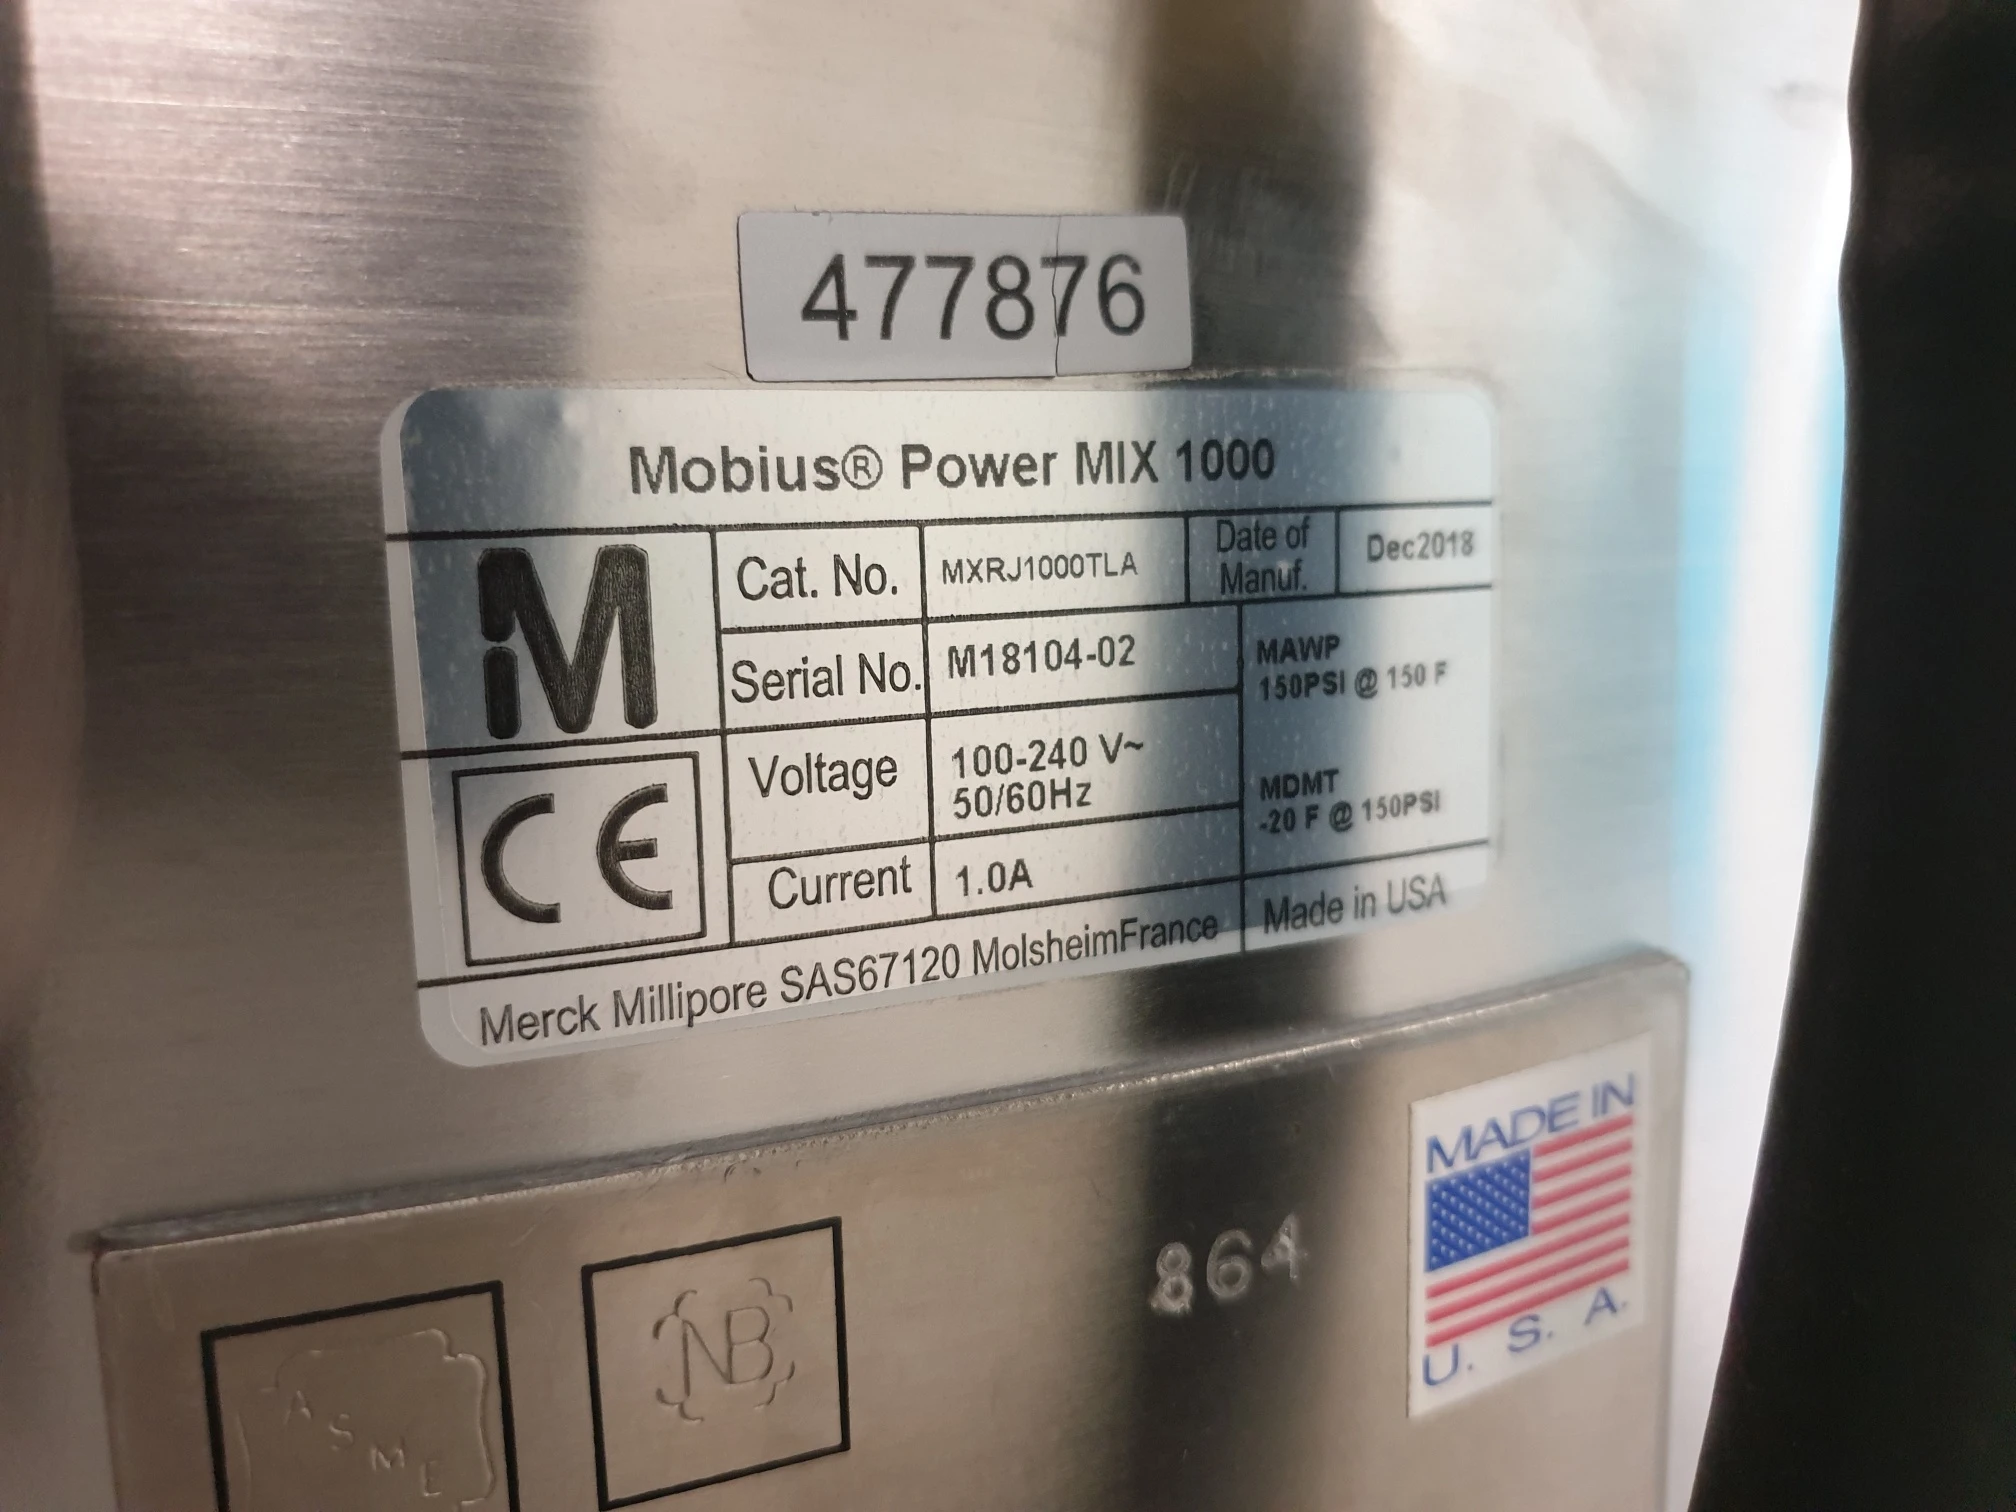 477876
Mobius® Power MIX 1000
M
Cat. No. MXRJ1000TLA Date of Manuf. Dec2018
Serial No. M18104-02
MAWP
150PSI @ 150 F
CE
Voltage 100-240 V~
50/60Hz
MDMT
-20 F @ 150PSI
Current 1.0A
Merck Millipore SAS67120 MolsheimFrance Made in USA
MADE IN
U. S. A.
864
NB
ASME